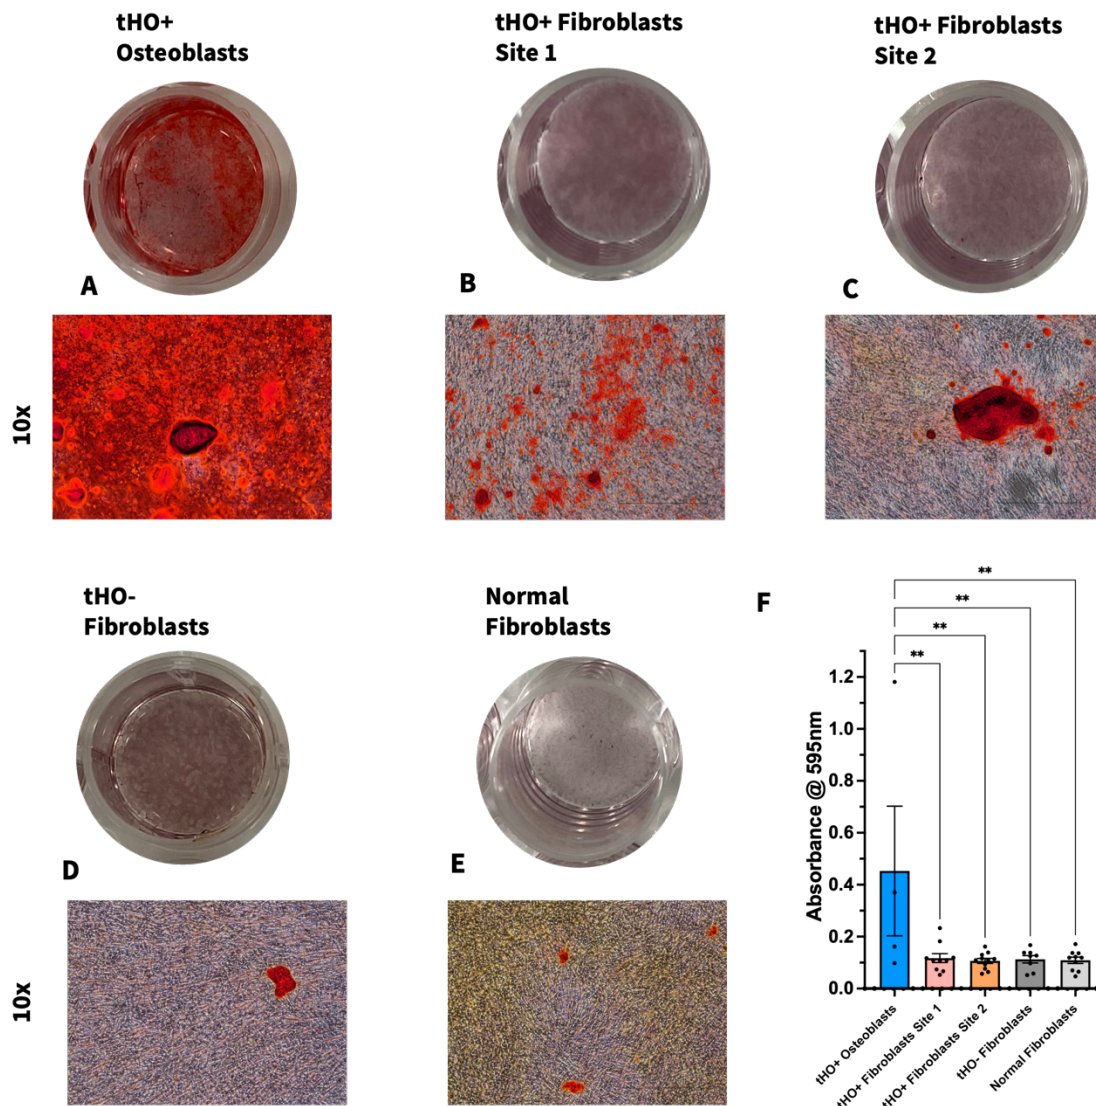 tHO+
Osteoblasts
tHO+ Fibroblasts
Site 1
tHO+ Fibroblasts
Site 2
A
B
C
10x
tHO-
Fibroblasts
Normal
Fibroblasts
D
E
10x
F
**
**
**
**
Absorbance @ 595nm
1.2
1.0
0.8
0.6
0.4
0.2
0.0
tHO+ Osteoblasts
tHO+ Fibroblasts Site 1
tHO+ Fibroblasts Site 2
tHO- Fibroblasts
Normal Fibroblasts